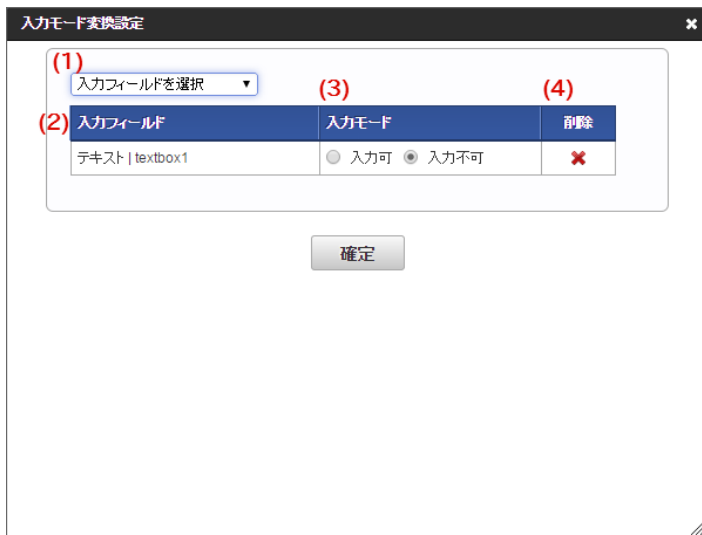 入力モード変換設定
(1)
入力フィールドを選択
(3)
(4)
(2) 入力フィールド 入力モード 削除
テキスト | textbox1 入力可 入力不可
確定